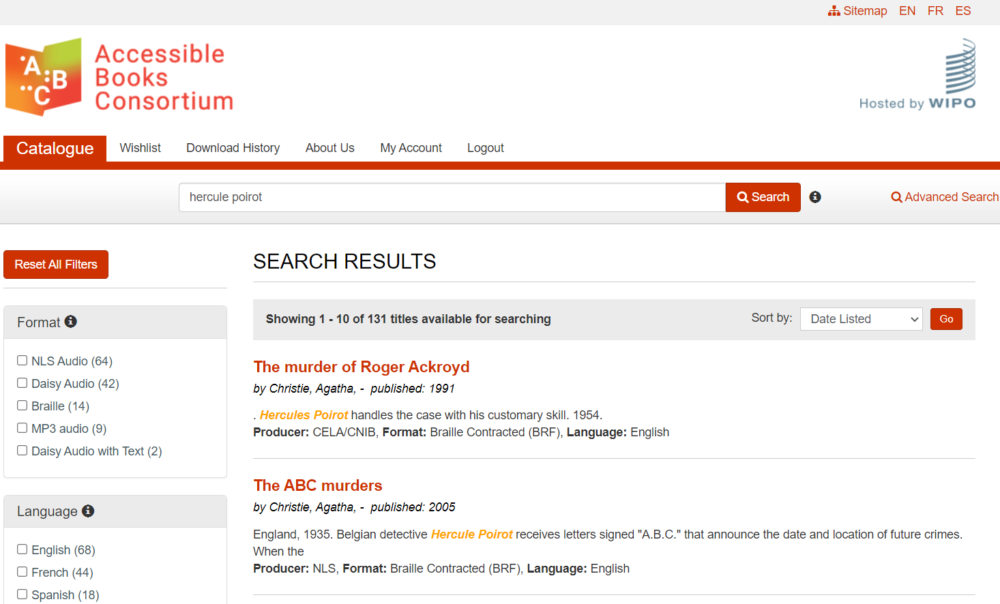 Sitemap EN FR ES
A B C
Accessible
Books
Consortium
Hosted by WIPO
Catalogue Wishlist Download History About Us My Account Logout
hercule poirot Search Advanced Search
Reset All Filters
Format
NLS Audio (64)
Daisy Audio (42)
Braille (14)
MP3 audio (9)
Daisy Audio with Text (2)
Language
English (68)
French (44)
Spanish (18)
SEARCH RESULTS
Showing 1 - 10 of 131 titles available for searching Sort by: Date Listed Go
The murder of Roger Ackroyd
by Christie, Agatha, - published: 1991
. Hercules Poirot handles the case with his customary skill. 1954.
Producer: CELA/CNIB, Format: Braille Contracted (BRF), Language: English
The ABC murders
by Christie, Agatha, - published: 2005
England, 1935. Belgian detective Hercule Poirot receives letters signed "A.B.C." that announce the date and location of future crimes.
When the
Producer: NLS, Format: Braille Contracted (BRF), Language: English